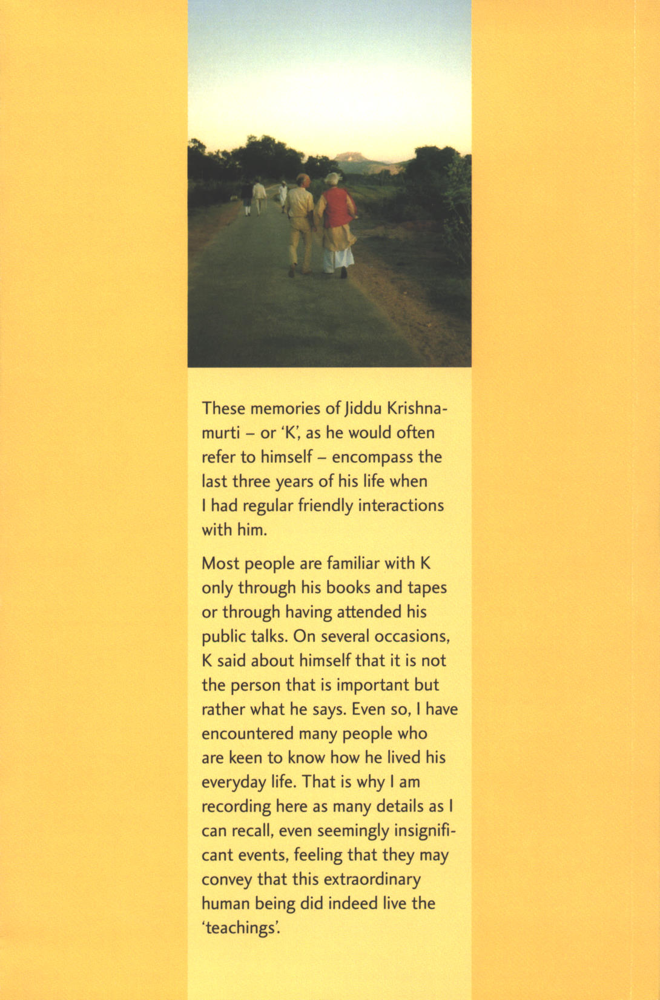 These memories of Jiddu Krishna-
murti – or ‘K’, as he would often
refer to himself – encompass the
last three years of his life when
I had regular friendly interactions
with him.
Most people are familiar with K
only through his books and tapes
or through having attended his
public talks. On several occasions,
K said about himself that it is not
the person that is important but
rather what he says. Even so, I have
encountered many people who
are keen to know how he lived his
everyday life. That is why I am
recording here as many details as I
can recall, even seemingly insignifi-
cant events, feeling that they may
convey that this extraordinary
human being did indeed live the
‘teachings’.